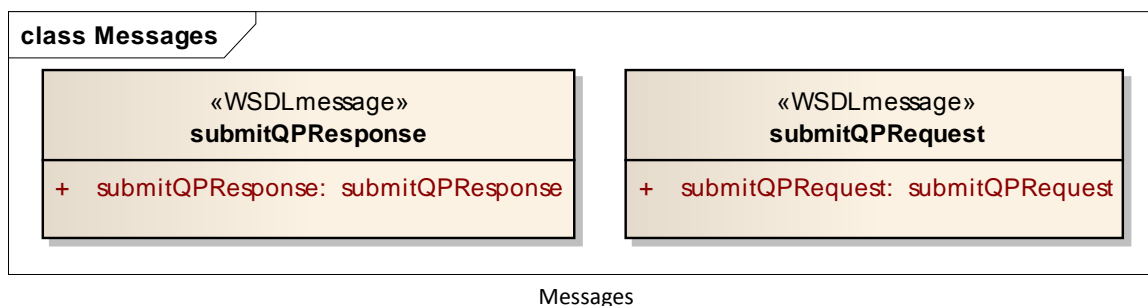 class Messages
«WSDLmessage»
submitQPResponse
+ submitQPResponse: submitQPResponse
«WSDLmessage»
submitQPRequest
+ submitQPRequest: submitQPRequest
Messages